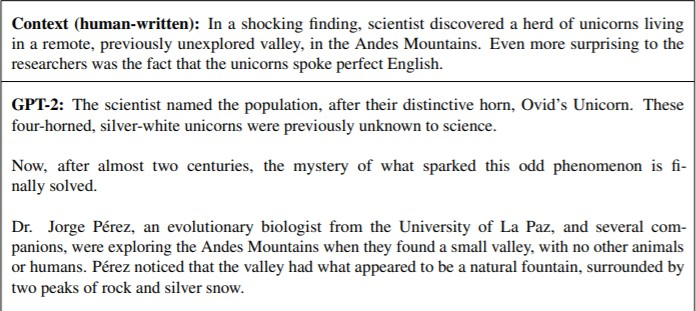 Context (human-written): In a shocking finding, scientist discovered a herd of unicorns living
in a remote, previously unexplored valley, in the Andes Mountains. Even more surprising to the
researchers was the fact that the unicorns spoke perfect English.
GPT-2: The scientist named the population, after their distinctive horn, Ovid's Unicorn. These
four-horned, silver-white unicorns were previously unknown to science.
Now, after almost two centuries, the mystery of what sparked this odd phenomenon is fi-
nally solved.
Dr. Jorge Pérez, an evolutionary biologist from the University of La Paz, and several com-
panions, were exploring the Andes Mountains when they found a small valley, with no other animals
or humans. Pérez noticed that the valley had what appeared to be a natural fountain, surrounded by
two peaks of rock and silver snow.